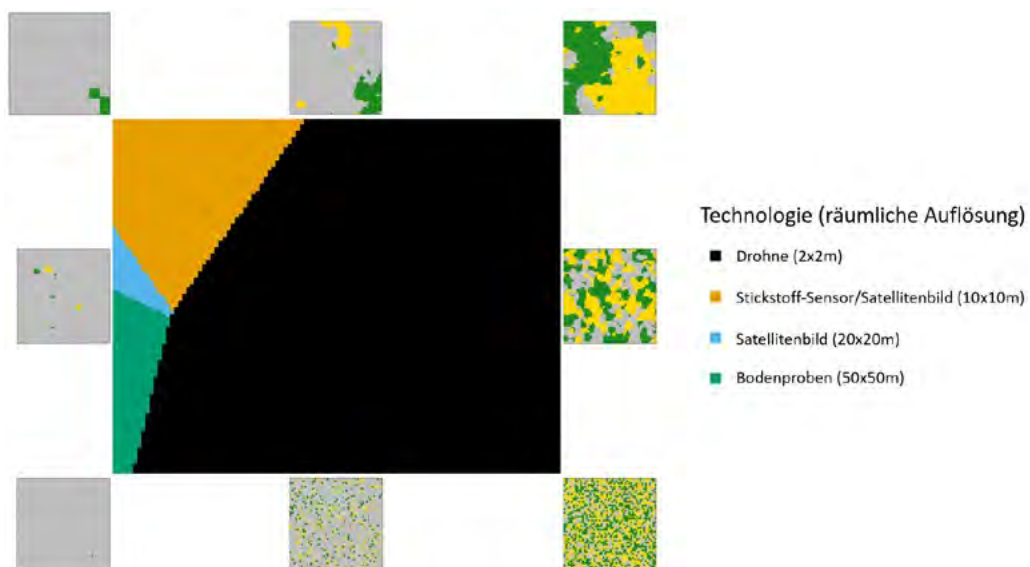 Technologie (räumliche Auflösung)
Drohne (2x2m)
Stickstoff-Sensor/Satellitenbild (10x10m)
Satellitenbild (20x20m)
Bodenproben (50x50m)